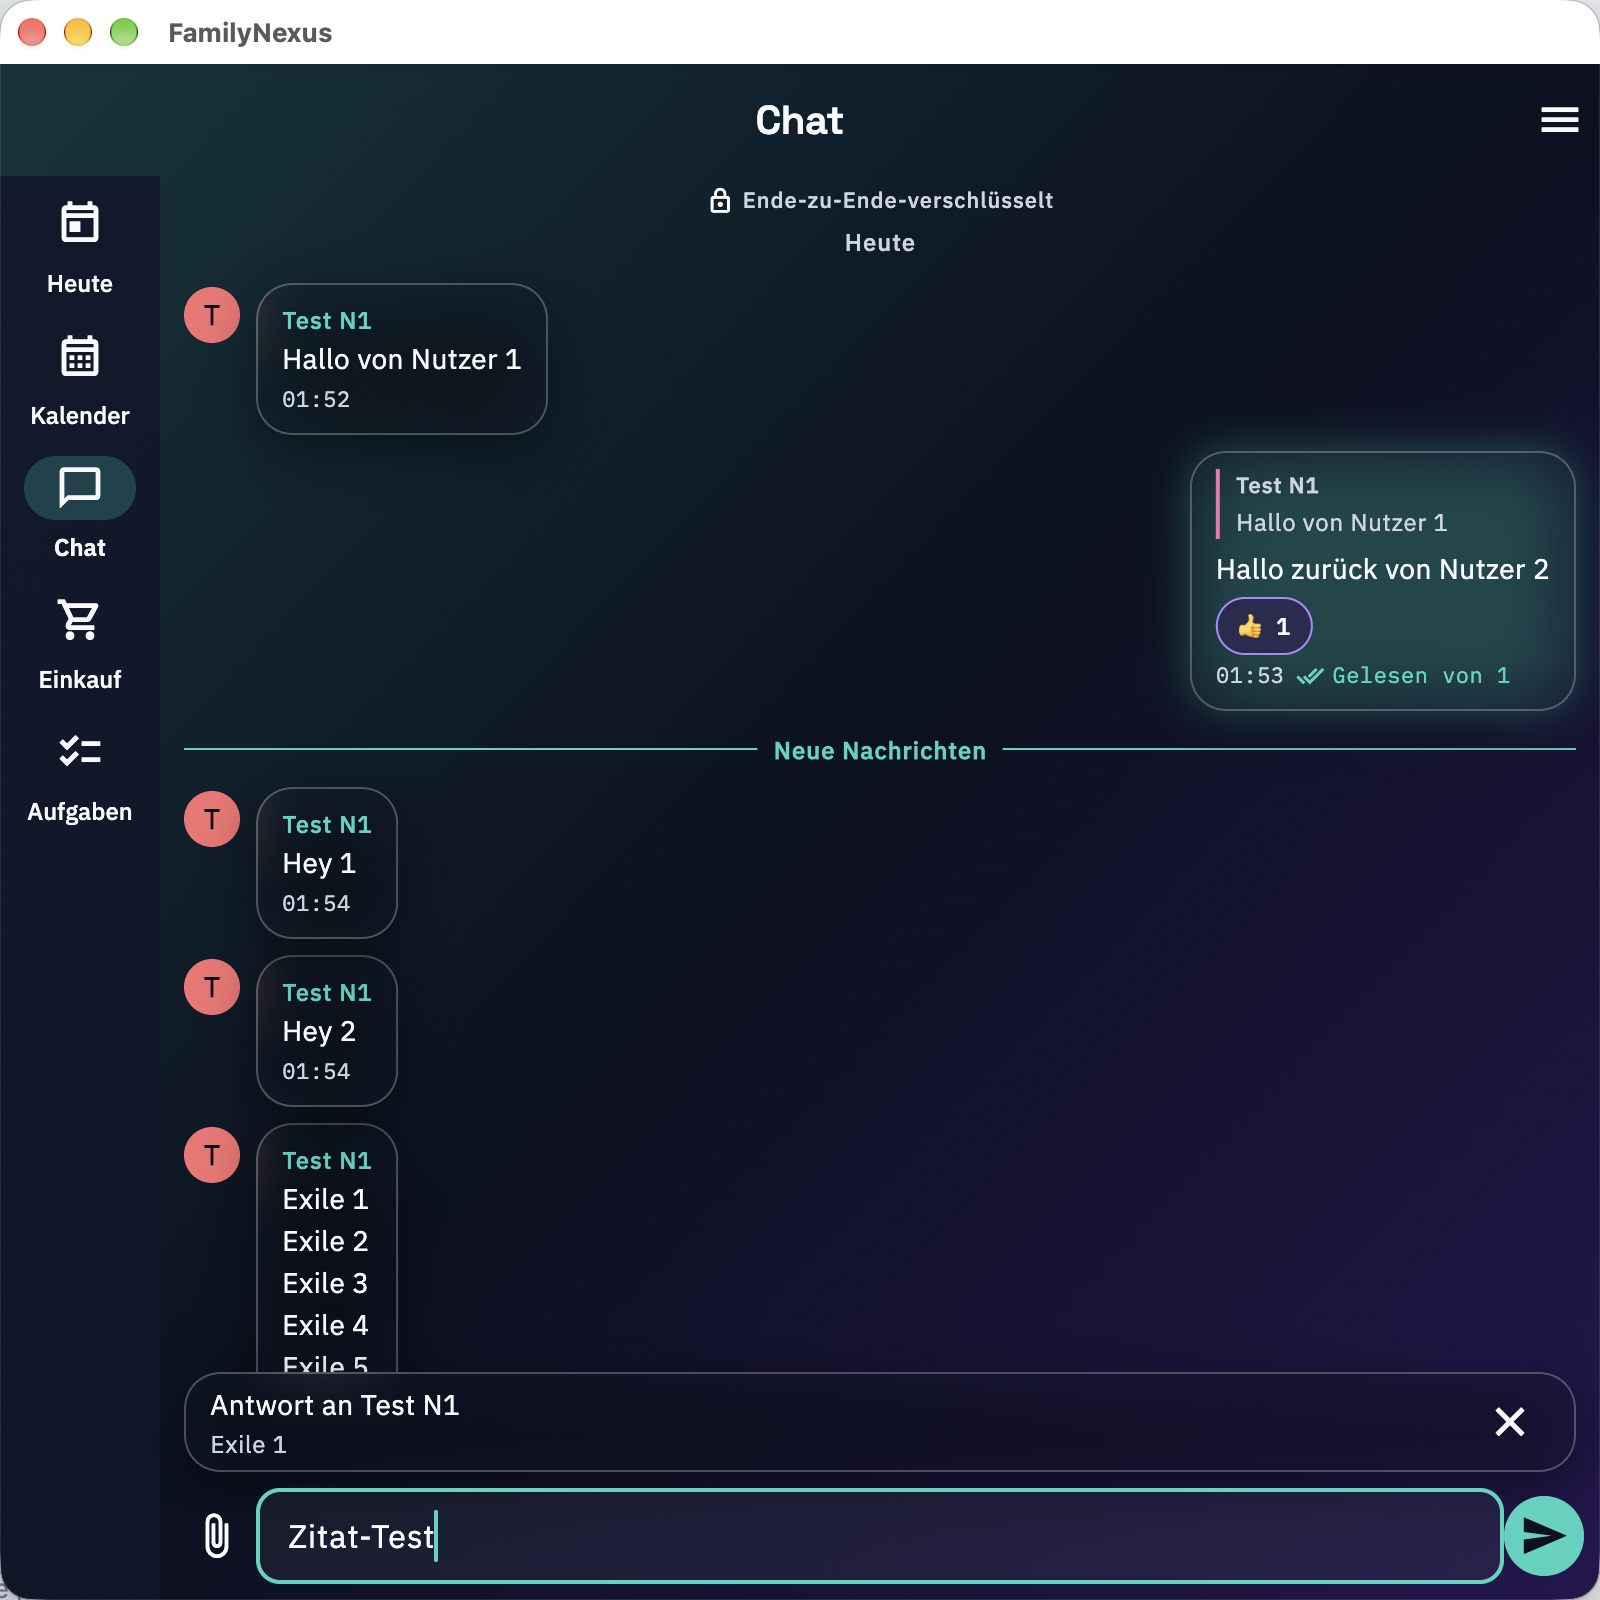 FamilyNexus
Chat
Ende-zu-Ende-verschlüsselt
Heute
Heute
Kalender
Chat
Einkauf
Aufgaben
T
Test N1
Hallo von Nutzer 1
01:52
Test N1
Hallo von Nutzer 1
Hallo zurück von Nutzer 2
👍 1
01:53 Gelesen von 1
Neue Nachrichten
T
Test N1
Hey 1
01:54
T
Test N1
Hey 2
01:54
T
Test N1
Exile 1
Exile 2
Exile 3
Exile 4
Exile 5
Antwort an Test N1
Exile 1
Zitat-Test